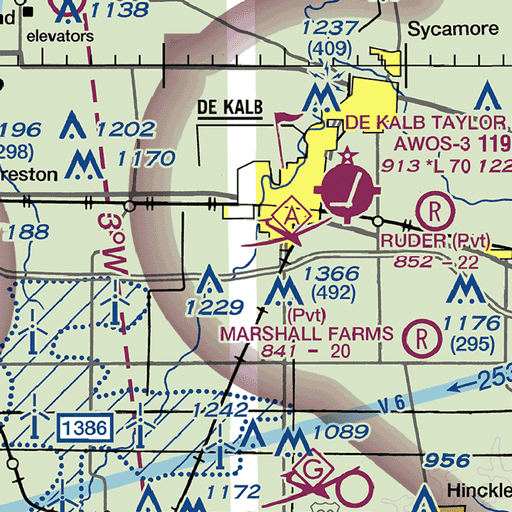 1138
nd
elevators
1237
(409)
Sycamore
DE KALB
DE KALB TAYLOR
AWOS-3 119
913 *L 70 122
196
298)
1202
1170
reston
A
R
RUDER (Pvt)
852 - 22
188
3°W
1229
1366
(492)
(Pvt)
MARSHALL FARMS
841 - 20
R
1176
(295)
253
V 6
1386
1242
1089
G
956
1172
Hinckle